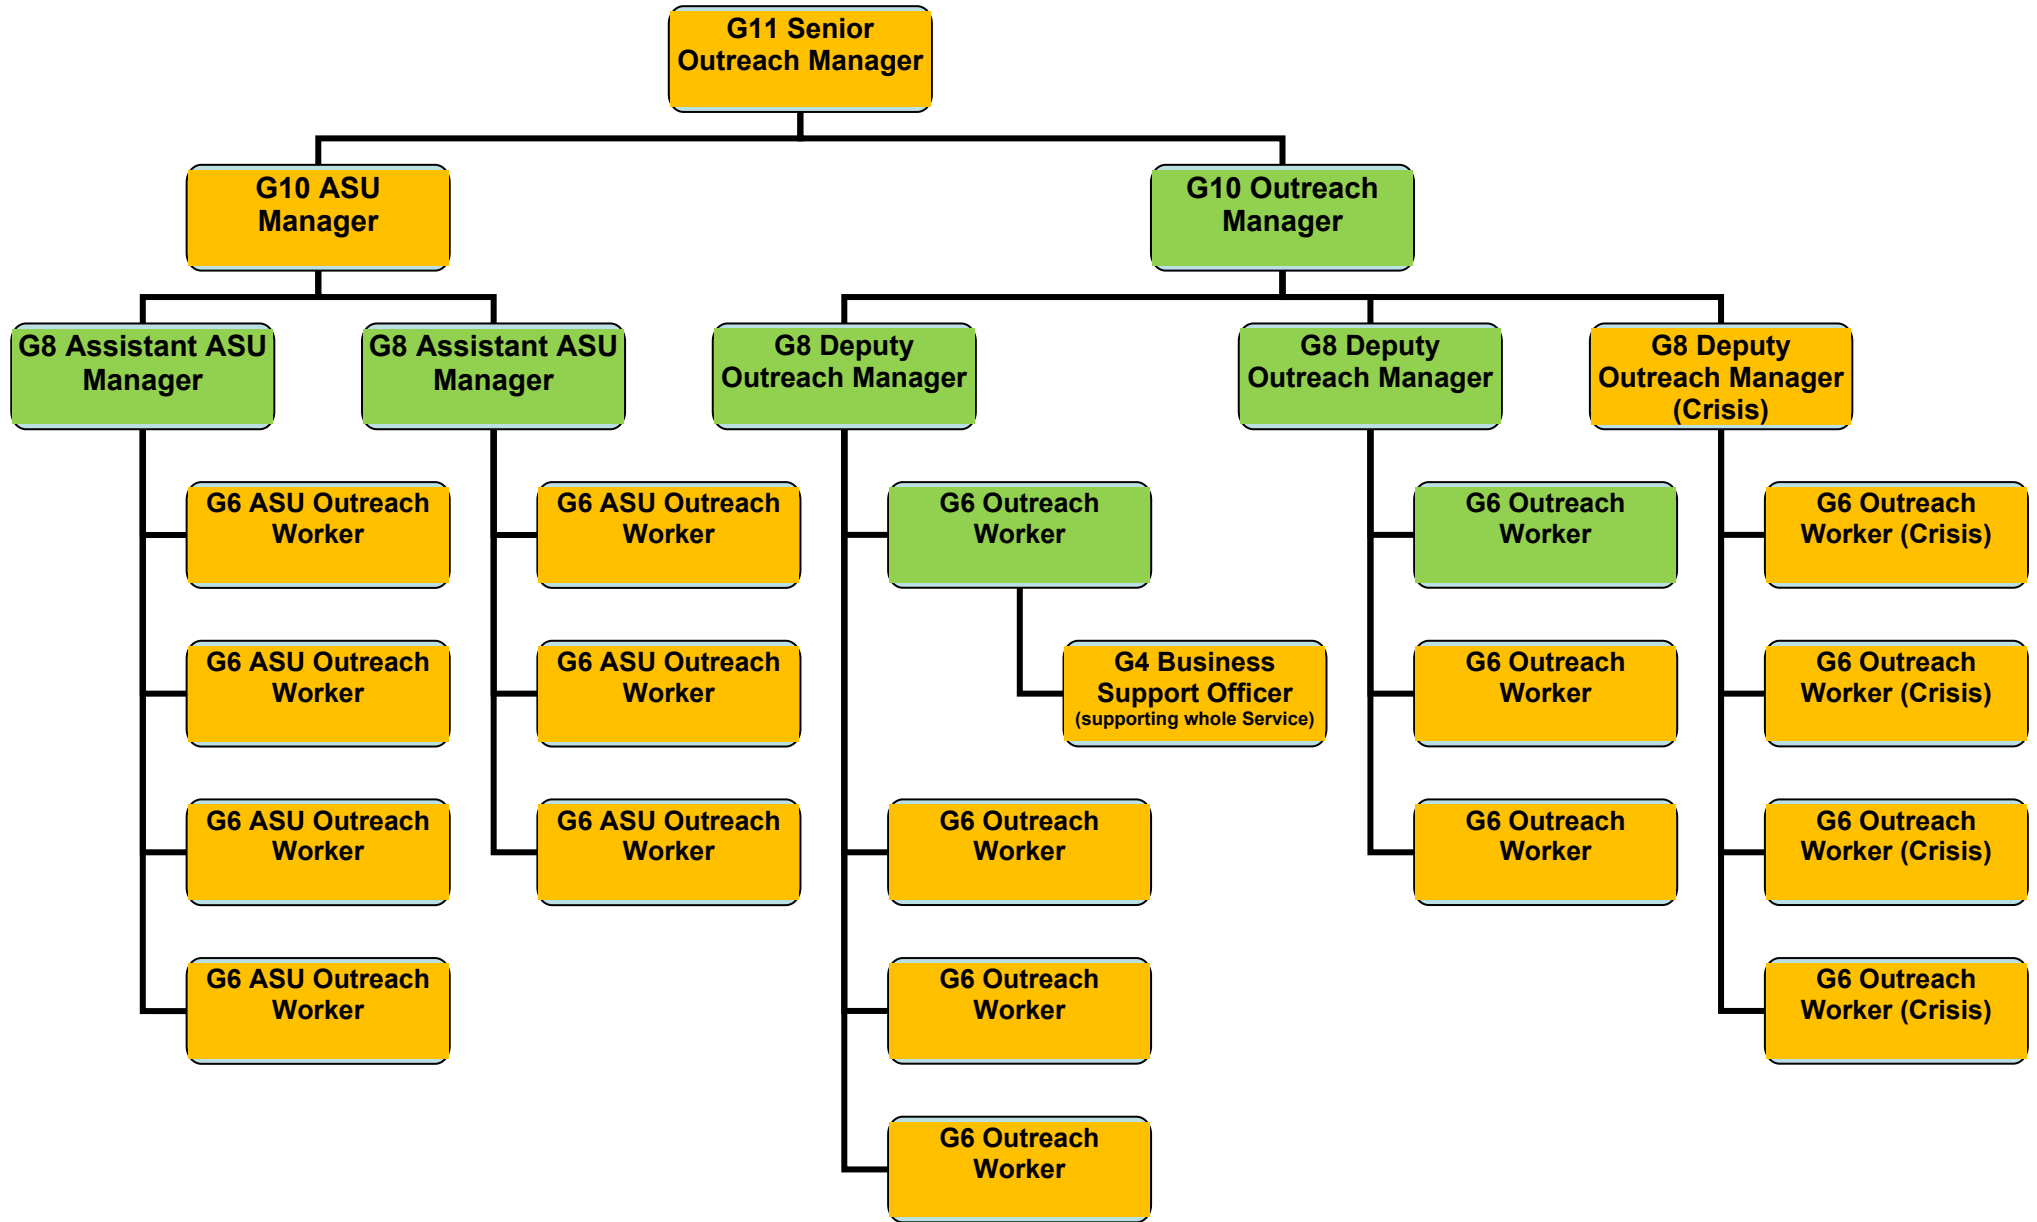 G11 Senior
Outreach Manager
G10 ASU
Manager
G10 Outreach
Manager
G8 Assistant ASU
Manager
G8 Assistant ASU
Manager
G8 Deputy
Outreach Manager
G8 Deputy
Outreach Manager
G8 Deputy
Outreach Manager
(Crisis)
G6 ASU Outreach
Worker
G6 ASU Outreach
Worker
G6 Outreach
Worker
G6 Outreach
Worker
G6 Outreach
Worker (Crisis)
G6 ASU Outreach
Worker
G6 ASU Outreach
Worker
G4 Business
Support Officer
(supporting whole Service)
G6 Outreach
Worker
G6 Outreach
Worker (Crisis)
G6 ASU Outreach
Worker
G6 ASU Outreach
Worker
G6 Outreach
Worker
G6 Outreach
Worker
G6 Outreach
Worker (Crisis)
G6 ASU Outreach
Worker
G6 Outreach
Worker
G6 Outreach
Worker (Crisis)
G6 Outreach
Worker